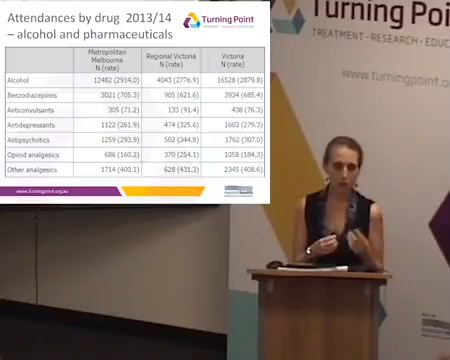 Attendances by drug 2013/14
– alcohol and pharmaceuticals
Turning Point
Metropolitan Melbourne N (rate) Regional Victoria N (rate) Victoria N (rate)
Alcohol 12482 (2914,0) 4043 (2776,9) 16528 (2879.8)
Benzodiazepines 3021 (705.3) 905 (621.6) 3934 (685.4)
Anticonvulsants 305 (71.2) 133 (91.4) 438 (76.3)
Antidepressants 1122 (261.9) 474 (325.6) 1603 (279.3)
Antipsychotics 1259 (293.9) 502 (344.8) 1762 (307.0)
Opioid analgesics 686 (160.2) 370 (254.1) 1058 (184.3)
Other analgesics 1714 (400.1) 628 (431.3) 2345 (408.6)
www.turningpoint.org.au
Turning Poi
TREATMENT • RESEARCH • EDUC
www.turningpoint.
Turning Point